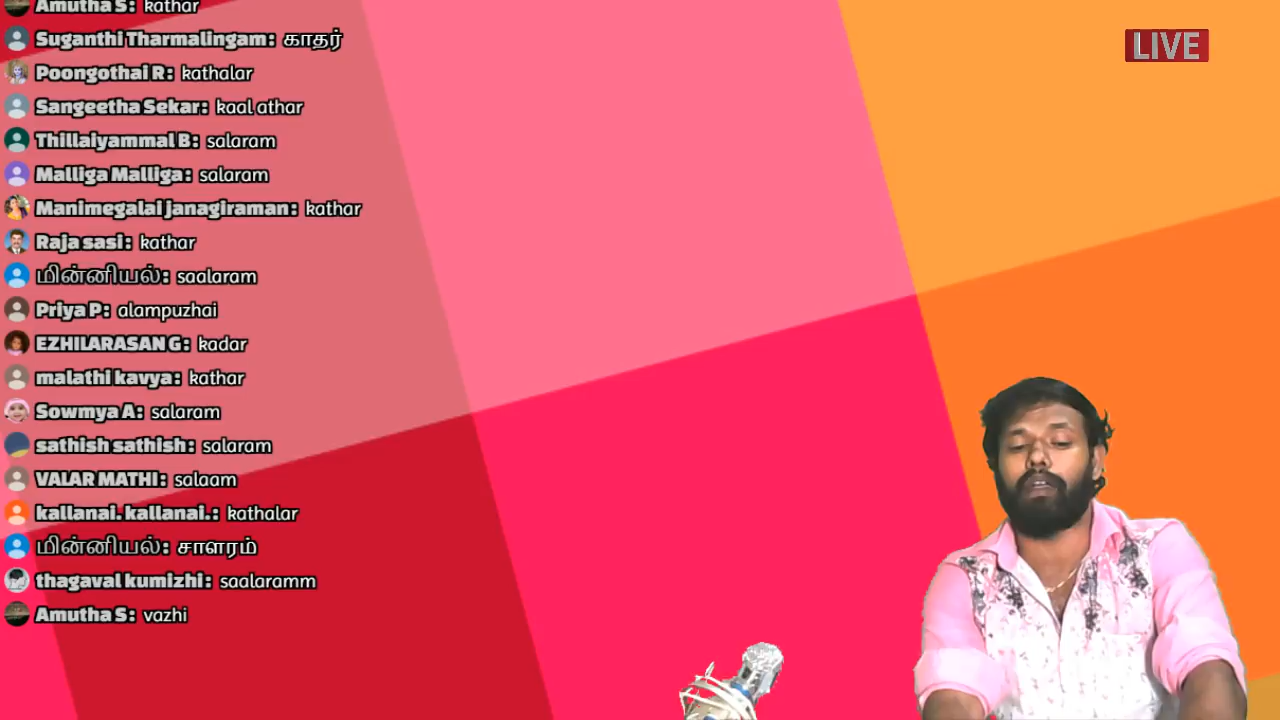 Amutha S: kathar
Suganthi Tharmalingam: காதர்
LIVE
Poongothai R: kathalar
Sangeetha Sekar: kaal athar
Thillaiyammal B: salaram
Malliga Malliga: salaram
Manimegalai janagiraman: kathar
Raja sasi: kathar
மின்னியல்: saalaram
Priya P: alampuzhai
EZHILARASAN G: kadar
malathi kavya: kathar
Sowmya A: salaram
sathish sathish: salaram
VALAR MATHI: salaam
kallanai. kallanai.: kathalar
மின்னியல்: சாளரம்
thagaval kumizhi: saalaramm
Amutha S: vazhi